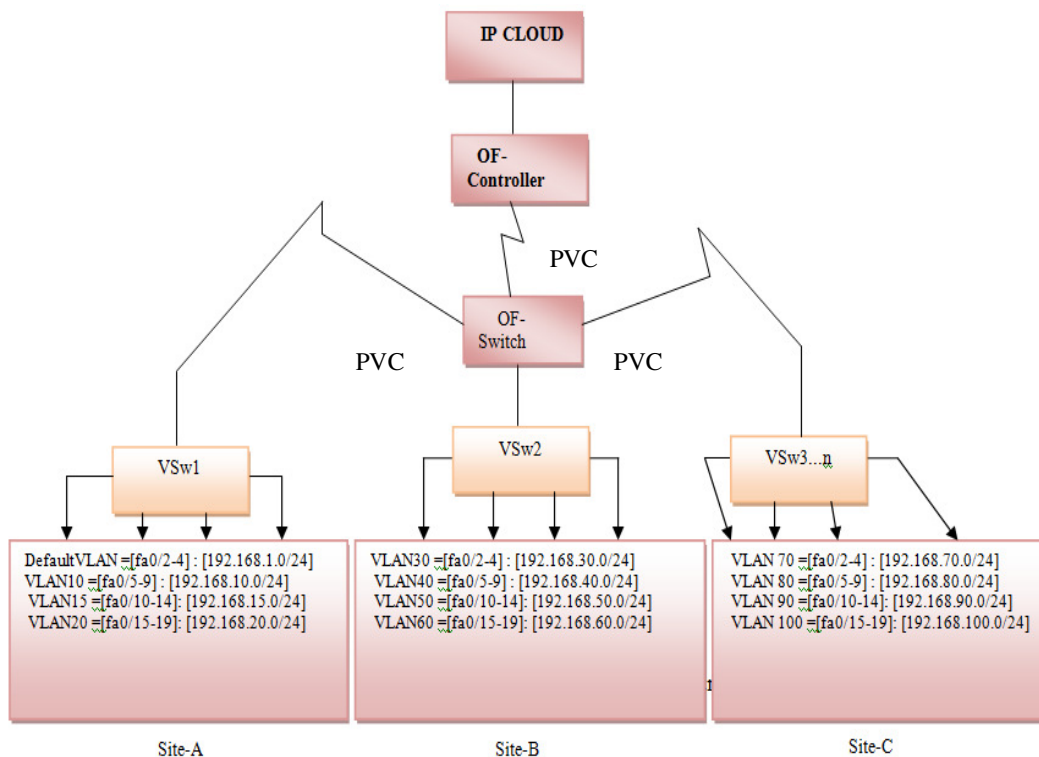 IP CLOUD
OF-
Controller
PVC
OF-
Switch
PVC
PVC
VSw1
VSw2
VSw3...n
DefaultVLAN =[fa0/2-4] : [192.168.1.0/24]
VLAN10 =[fa0/5-9] : [192.168.10.0/24]
VLAN15 =[fa0/10-14]: [192.168.15.0/24]
VLAN20 =[fa0/15-19]: [192.168.20.0/24]
VLAN30 =[fa0/2-4] : [192.168.30.0/24]
VLAN40 =[fa0/5-9] : [192.168.40.0/24]
VLAN50 =[fa0/10-14]: [192.168.50.0/24]
VLAN60 =[fa0/15-19]: [192.168.60.0/24]
VLAN 70 =[fa0/2-4] : [192.168.70.0/24]
VLAN 80 =[fa0/5-9] : [192.168.80.0/24]
VLAN 90 =[fa0/10-14]: [192.168.90.0/24]
VLAN 100 =[fa0/15-19]: [192.168.100.0/24]
Site-A
Site-B
Site-C